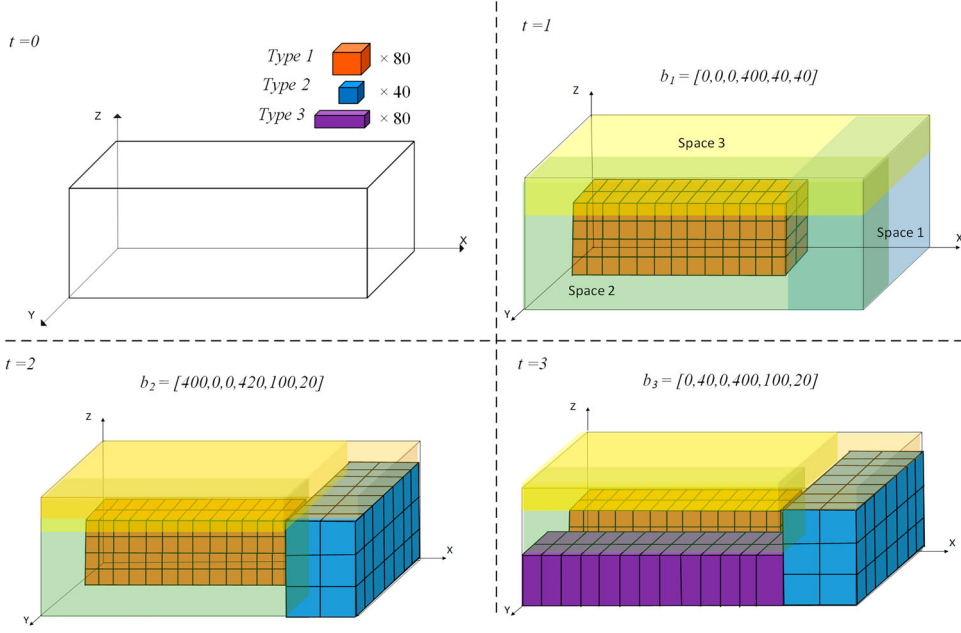 t =0
Type 1 × 80
Type 2 × 40
Type 3 × 80
Z
X
Y
t=1
b1 = [0,0,0,400,40,40]
Z
Space 3
Space 1
X
Space 2
Y
t=2
b2 = [400,0,0,420,100,20]
Z
X
Y
t=3
b3 = [0,40,0,400,100,20]
Z
X
Y